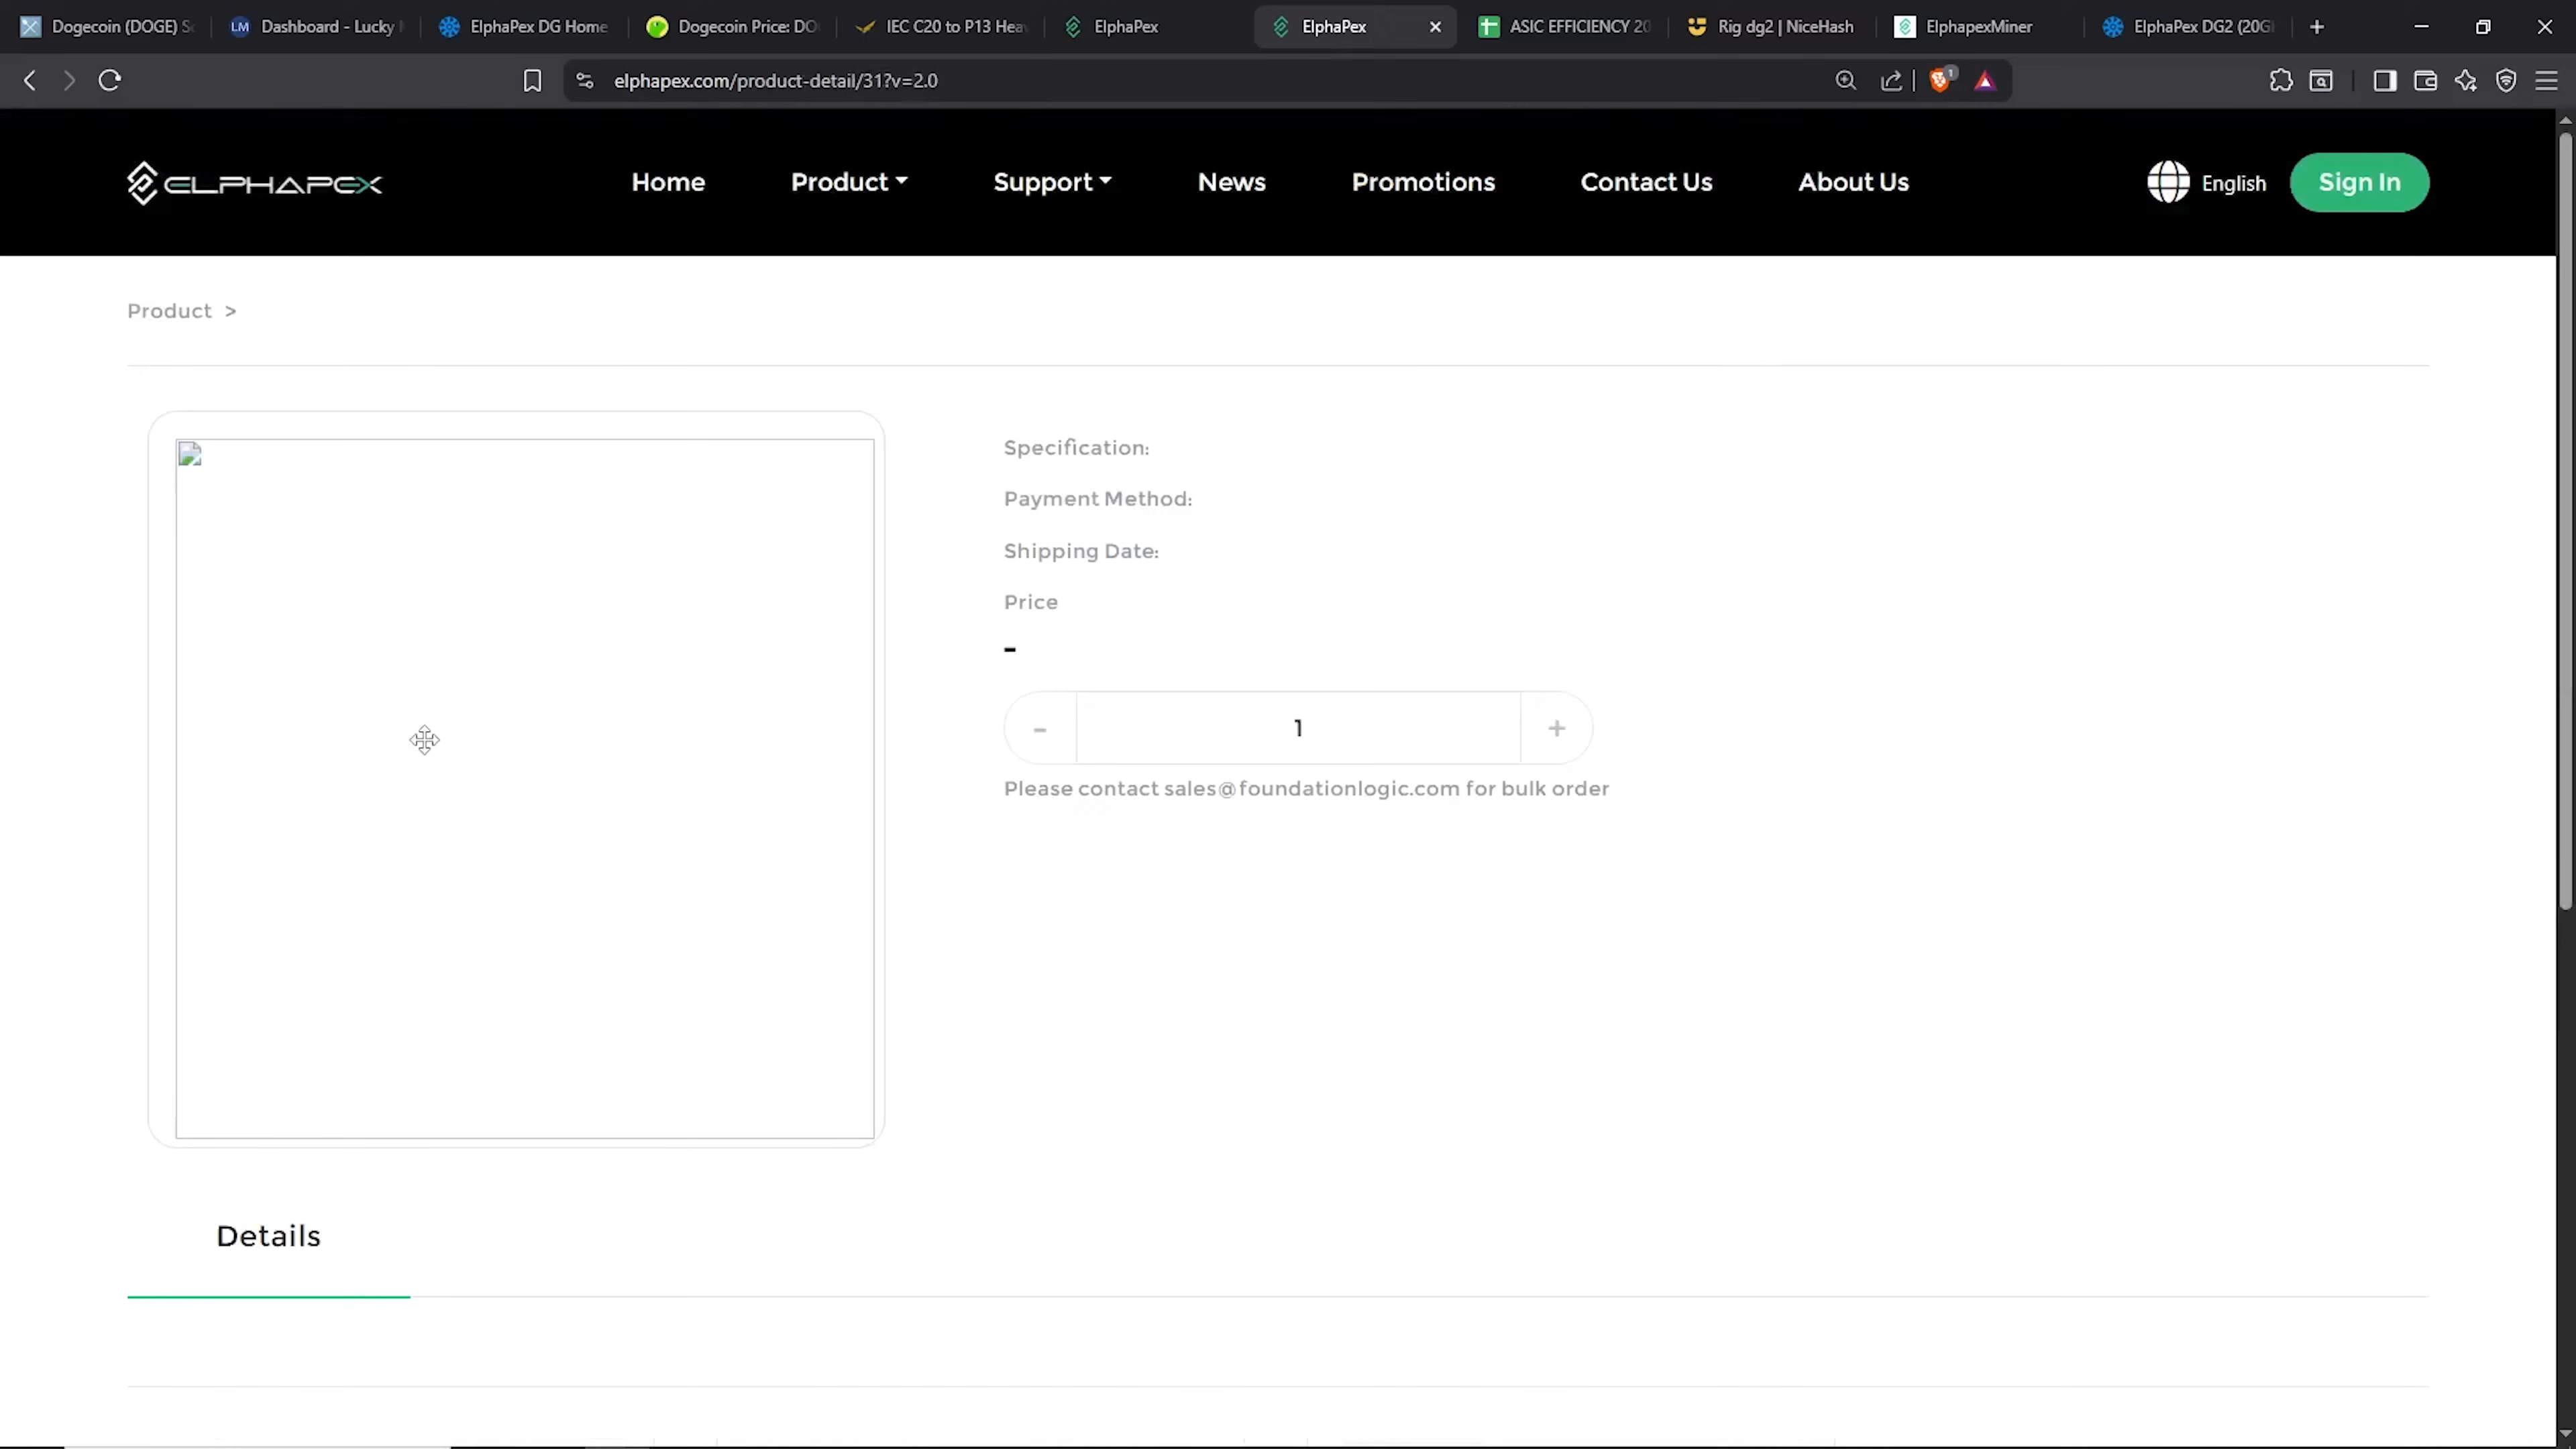 Dogecoin (DOGE) S
LM Dashboard - Lucky
ElphaPex DG Home
Dogecoin Price: DO
IEC C20 to P13 Hea
ElphaPex
ElphaPex
ASIC EFFICIENCY 20
Rig dg2 | NiceHash
ElphapexMiner
ElphaPex DG2 (20G
elphapex.com/product-detail/31?v=2.0
1
ELPHAPEX
Home
Product
Support
News
Promotions
Contact Us
About Us
English
Sign In
Product >
Specification:
Payment Method:
Shipping Date:
Price
-
- 1 +
Please contact sales@foundationlogic.com for bulk order
Details